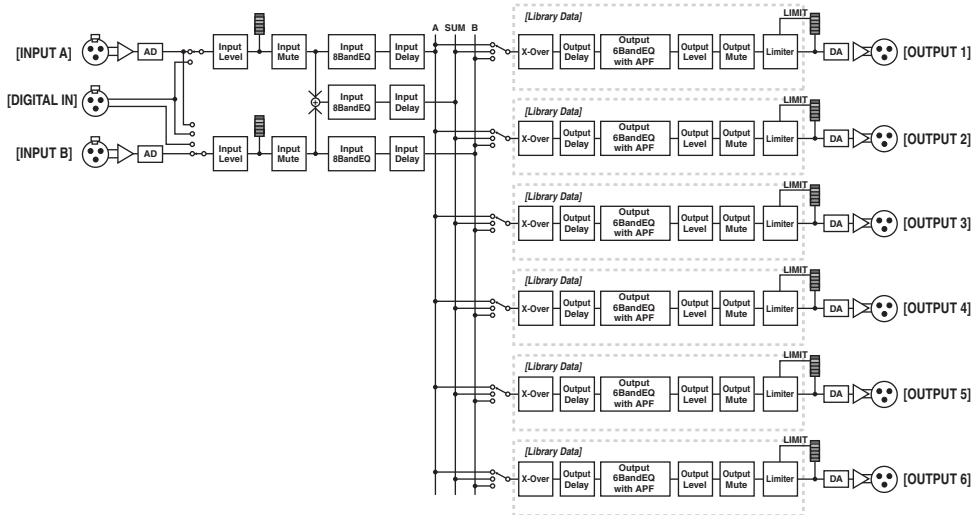 [Library Data]
LIMIT
A SUM B
[INPUT A]
AD
Input
Level
Input
Mute
Input
8BandEQ
Input
Delay
X-Over
Output
Delay
Output
6BandEQ
with APF
Output
Level
Output
Mute
Limiter
DA
[OUTPUT 1]
[DIGITAL IN]
Input
8BandEQ
Input
Delay
[Library Data]
LIMIT
[INPUT B]
AD
Input
Level
Input
Mute
Input
8BandEQ
Input
Delay
X-Over
Output
Delay
Output
6BandEQ
with APF
Output
Level
Output
Mute
Limiter
DA
[OUTPUT 2]
[Library Data]
LIMIT
X-Over
Output
Delay
Output
6BandEQ
with APF
Output
Level
Output
Mute
Limiter
DA
[OUTPUT 3]
[Library Data]
LIMIT
X-Over
Output
Delay
Output
6BandEQ
with APF
Output
Level
Output
Mute
Limiter
DA
[OUTPUT 4]
[Library Data]
LIMIT
X-Over
Output
Delay
Output
6BandEQ
with APF
Output
Level
Output
Mute
Limiter
DA
[OUTPUT 5]
[Library Data]
LIMIT
X-Over
Output
Delay
Output
6BandEQ
with APF
Output
Level
Output
Mute
Limiter
DA
[OUTPUT 6]